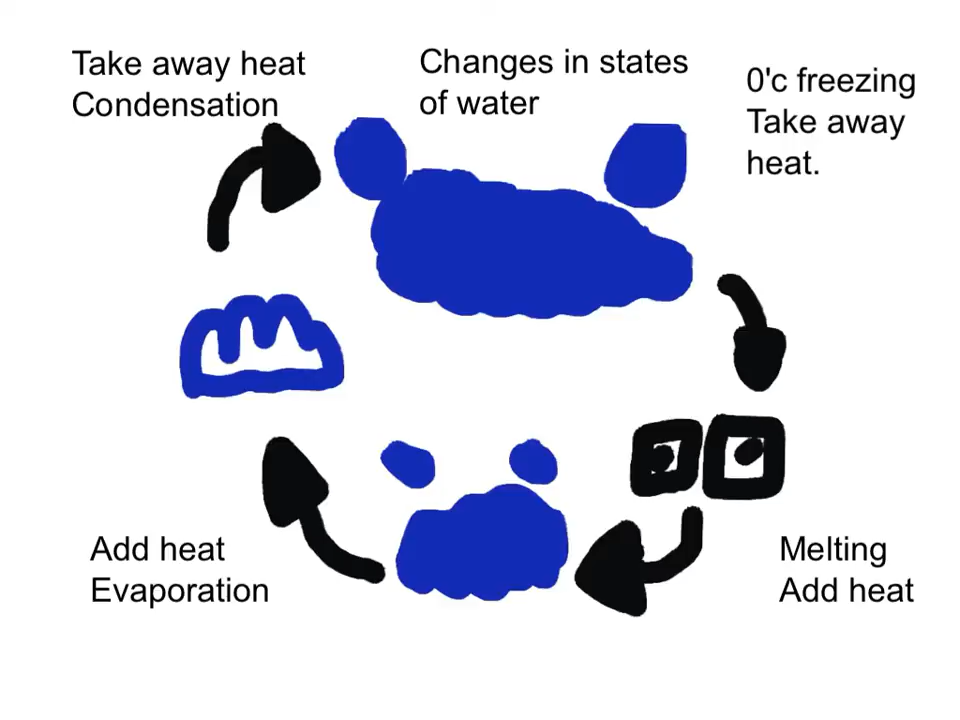 Take away heat
Condensation
Changes in states
of water
0'c freezing
Take away
heat.
Add heat
Evaporation
Melting
Add heat